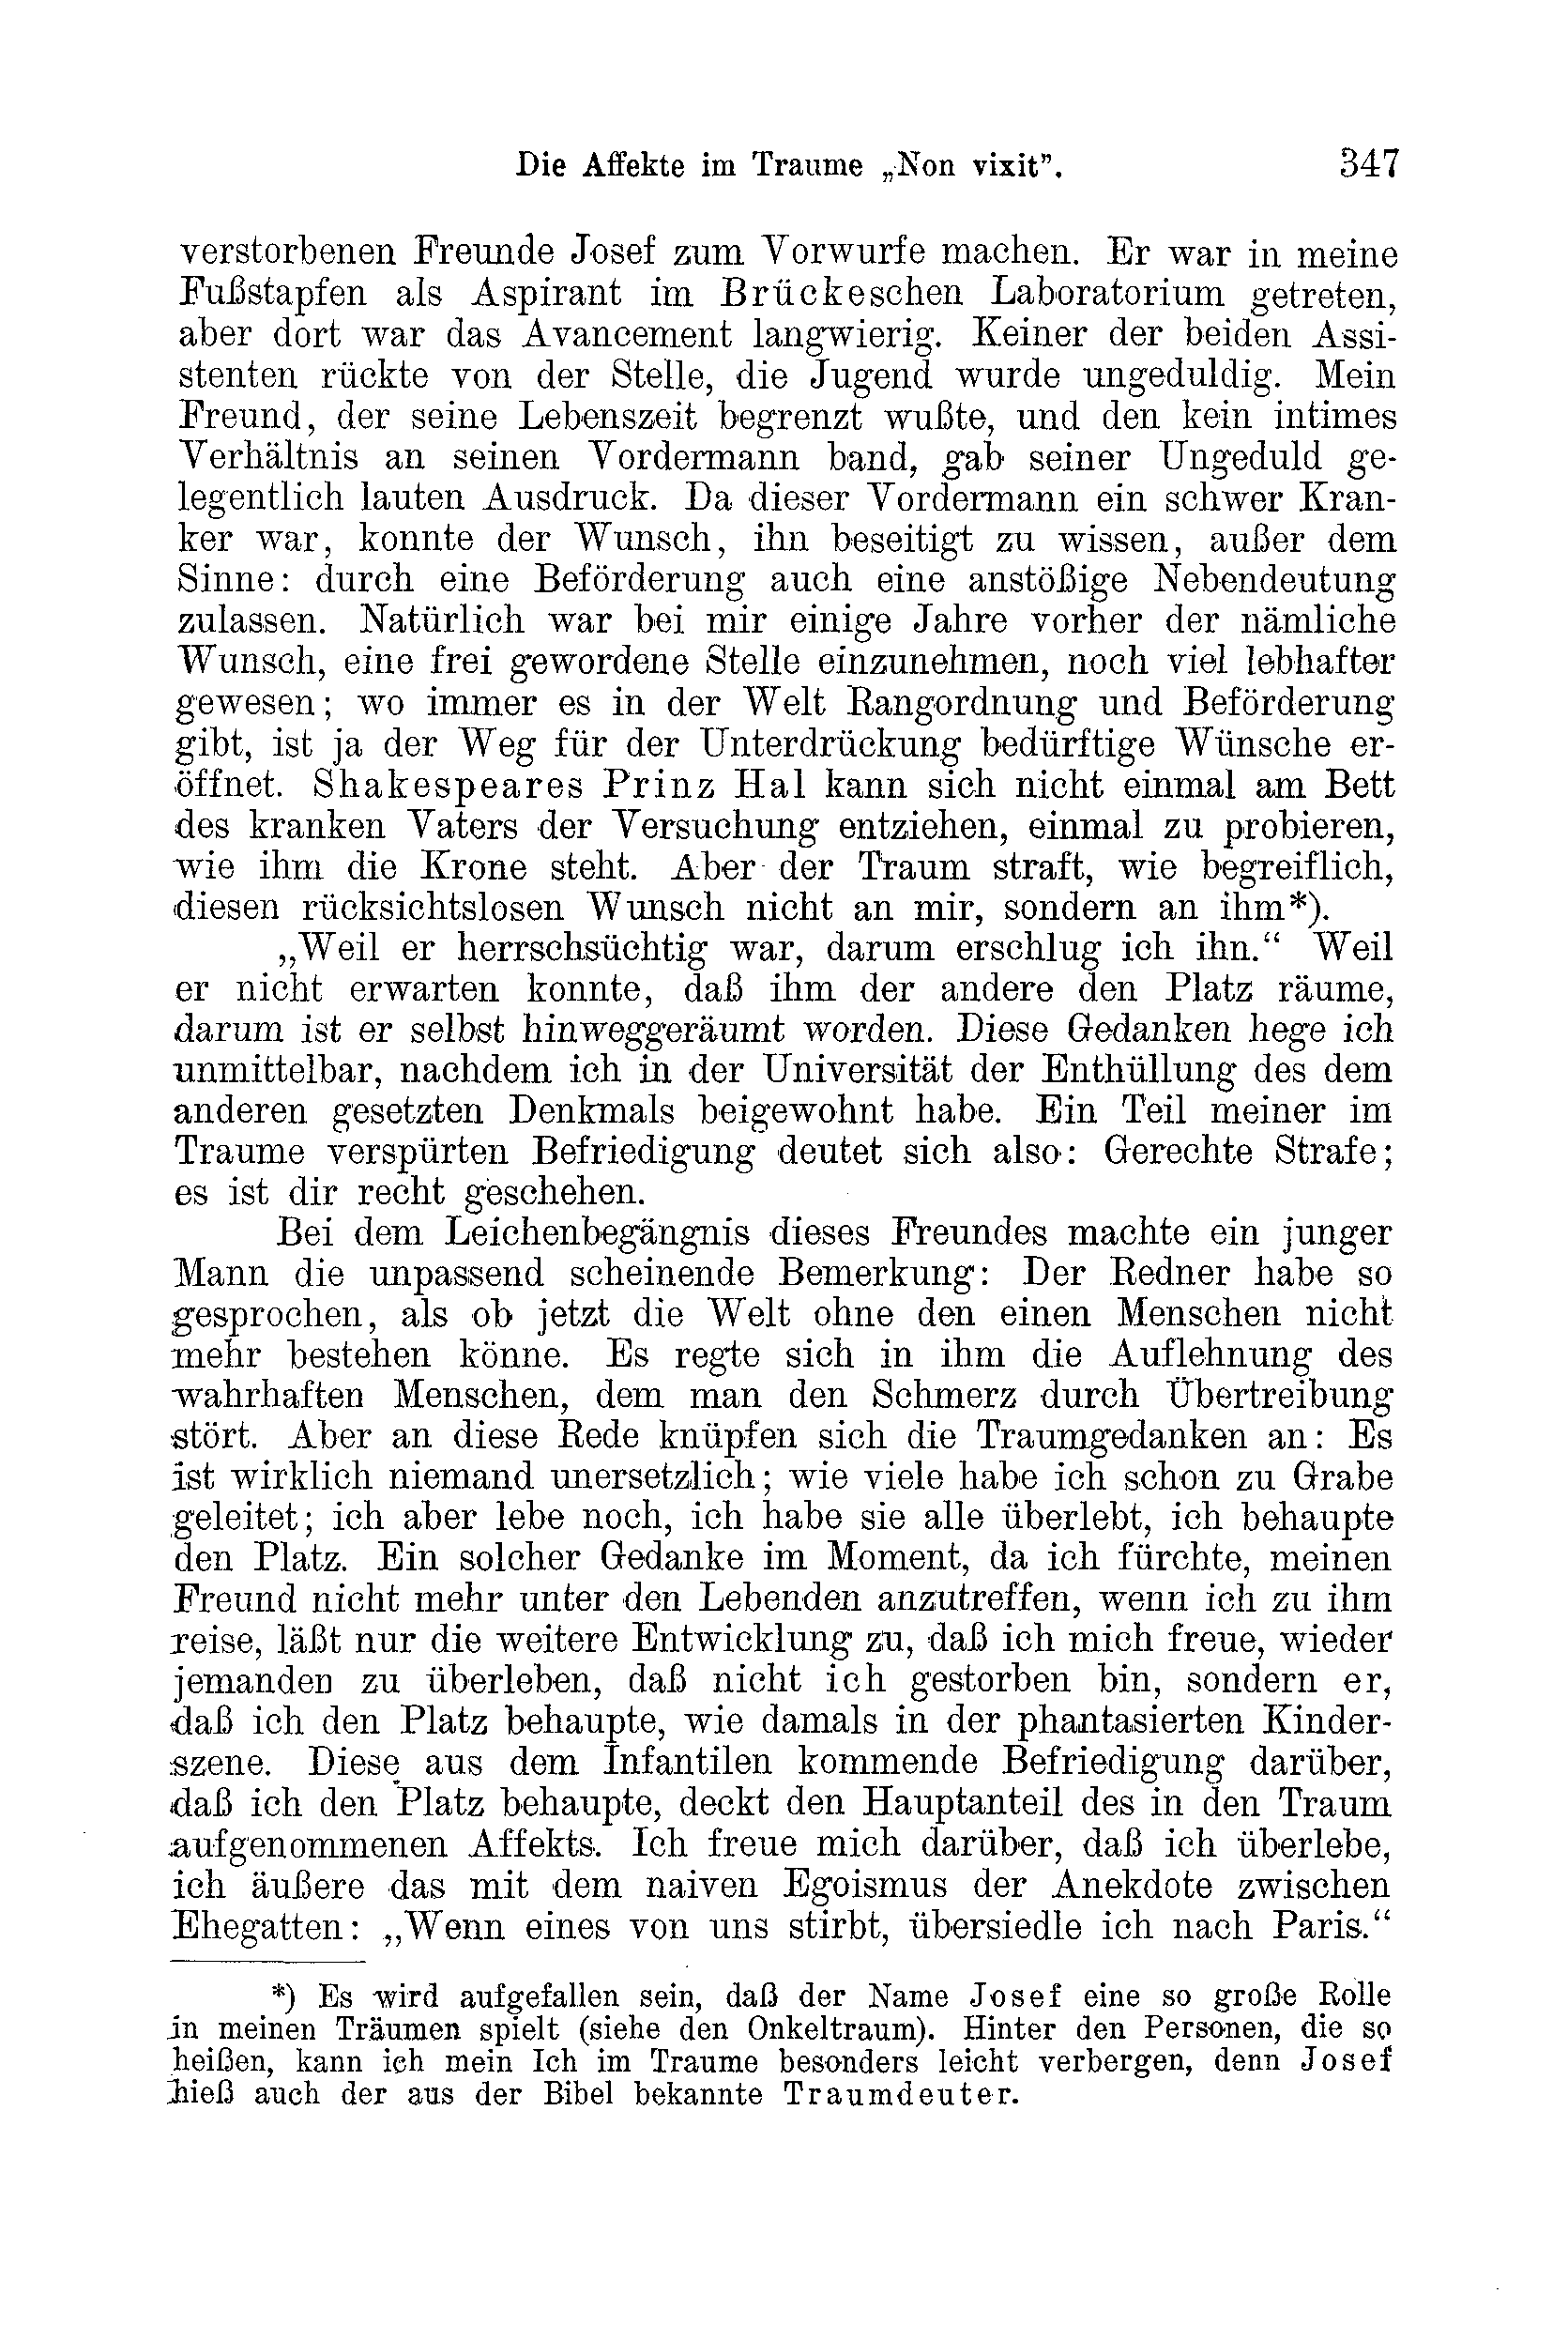 Die Affekte im Traume „Non vixit”. 347
verstorbenen Freunde Josef zum Vorwurfe machen. Er war in meine
Fußstapfen als Aspirant im Brückeschen Laboratorium getreten,
aber dort war das Avancement langwierig. Keiner der beiden Assi-
stenten rückte von der Stelle, die Jugend wurde ungeduldig. Mein
Freund, der seine Lebenszeit begrenzt wußte, und den kein intimes
Verhältnis an seinen Vordermann band, gab seiner Ungeduld ge-
legentlich lauten Ausdruck. Da dieser Vordermann ein schwer Kran-
ker war, konnte der Wunsch, ihn beseitigt zu wissen, außer dem
Sinne: durch eine Beförderung auch eine anstößige Nebendeutung
zulassen. Natürlich war bei mir einige Jahre vorher der nämliche
Wunsch, eine frei gewordene Stelle einzunehmen, noch viel lebhafter
gewesen; wo immer es in der Welt Rangordnung und Beförderung
gibt, ist ja der Weg für der Unterdrückung bedürftige Wünsche er-
öffnet. Shakespeares Prinz Hal kann sich nicht einmal am Bett
des kranken Vaters der Versuchung entziehen, einmal zu probieren,
wie ihm die Krone steht. Aber der Traum straft, wie begreiflich,
diesen rücksichtslosen Wunsch nicht an mir, sondern an ihm*).
„Weil er herrschsüchtig war, darum erschlug ich ihn.“ Weil
er nicht erwarten konnte, daß ihm der andere den Platz räume,
darum ist er selbst hinweggeräumt worden. Diese Gedanken hege ich
unmittelbar, nachdem ich in der Universität der Enthüllung des dem
anderen gesetzten Denkmals beigewohnt habe. Ein Teil meiner im
Traume verspürten Befriedigung deutet sich also: Gerechte Strafe;
es ist dir recht geschehen.
Bei dem Leichenbegängnis dieses Freundes machte ein junger
Mann die unpassend scheinende Bemerkung: Der Redner habe so
gesprochen, als ob jetzt die Welt ohne den einen Menschen nicht
mehr bestehen könne. Es regte sich in ihm die Auflehnung des
wahrhaften Menschen, dem man den Schmerz durch Übertreibung
stört. Aber an diese Rede knüpfen sich die Traumgedanken an: Es
ist wirklich niemand unersetzlich; wie viele habe ich schon zu Grabe
geleitet; ich aber lebe noch, ich habe sie alle überlebt, ich behaupte
den Platz. Ein solcher Gedanke im Moment, da ich fürchte, meinen
Freund nicht mehr unter den Lebenden anzutreffen, wenn ich zu ihm
reise, läßt nur die weitere Entwicklung zu, daß ich mich freue, wieder
jemanden zu überleben, daß nicht ich gestorben bin, sondern er,
daß ich den Platz behaupte, wie damals in der phantasierten Kinder-
szene. Diese aus dem Infantilen kommende Befriedigung darüber,
daß ich den Platz behaupte, deckt den Hauptanteil des in den Traum
aufgenommenen Affekts. Ich freue mich darüber, daß ich überlebe,
ich äußere das mit dem naiven Egoismus der Anekdote zwischen
Ehegatten: „Wenn eines von uns stirbt, übersiedle ich nach Paris.“
*) Es wird aufgefallen sein, daß der Name Josef eine so große Rolle
in meinen Träumen spielt (siehe den Onkeltraum). Hinter den Personen, die so
heißen, kann ich mein Ich im Traume besonders leicht verbergen, denn Josef
hieß auch der aus der Bibel bekannte Traumdeuter.